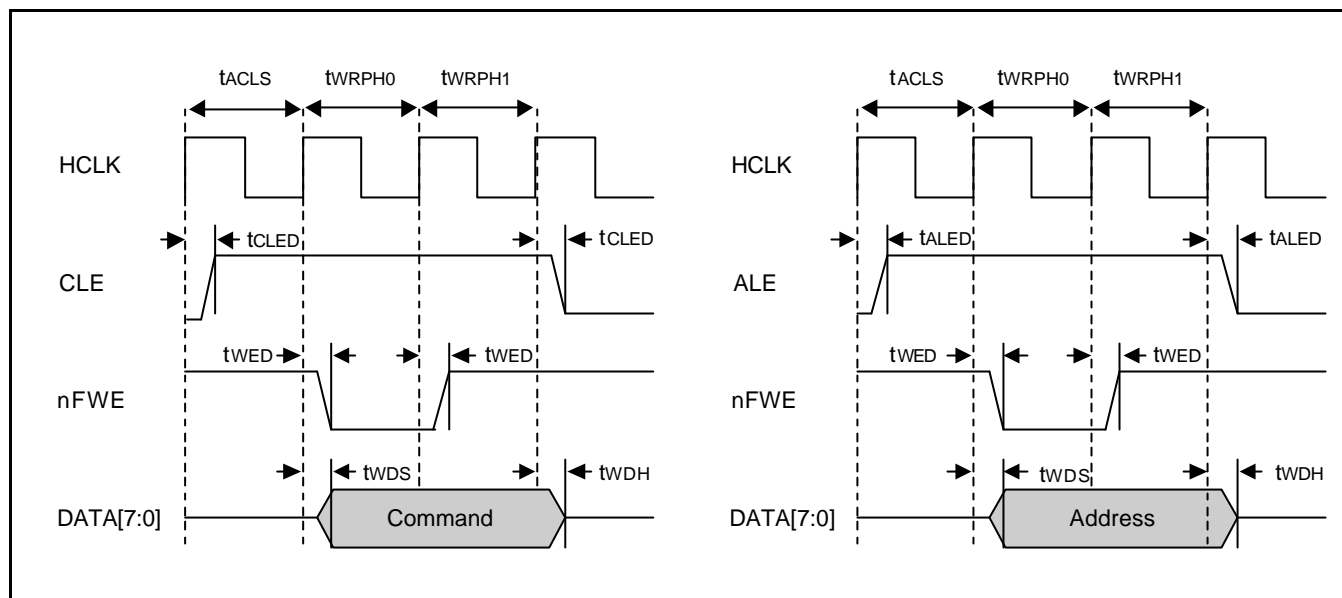 tACLS tWRPH0 tWRPH1
HCLK
tCLED tCLED
CLE
tWED tWED
nFWE
tWDS tWDH
DATA[7:0] Command
tACLS tWRPH0 tWRPH1
HCLK
tALED tALED
ALE
tWED tWED
nFWE
tWDS tWDH
DATA[7:0] Address